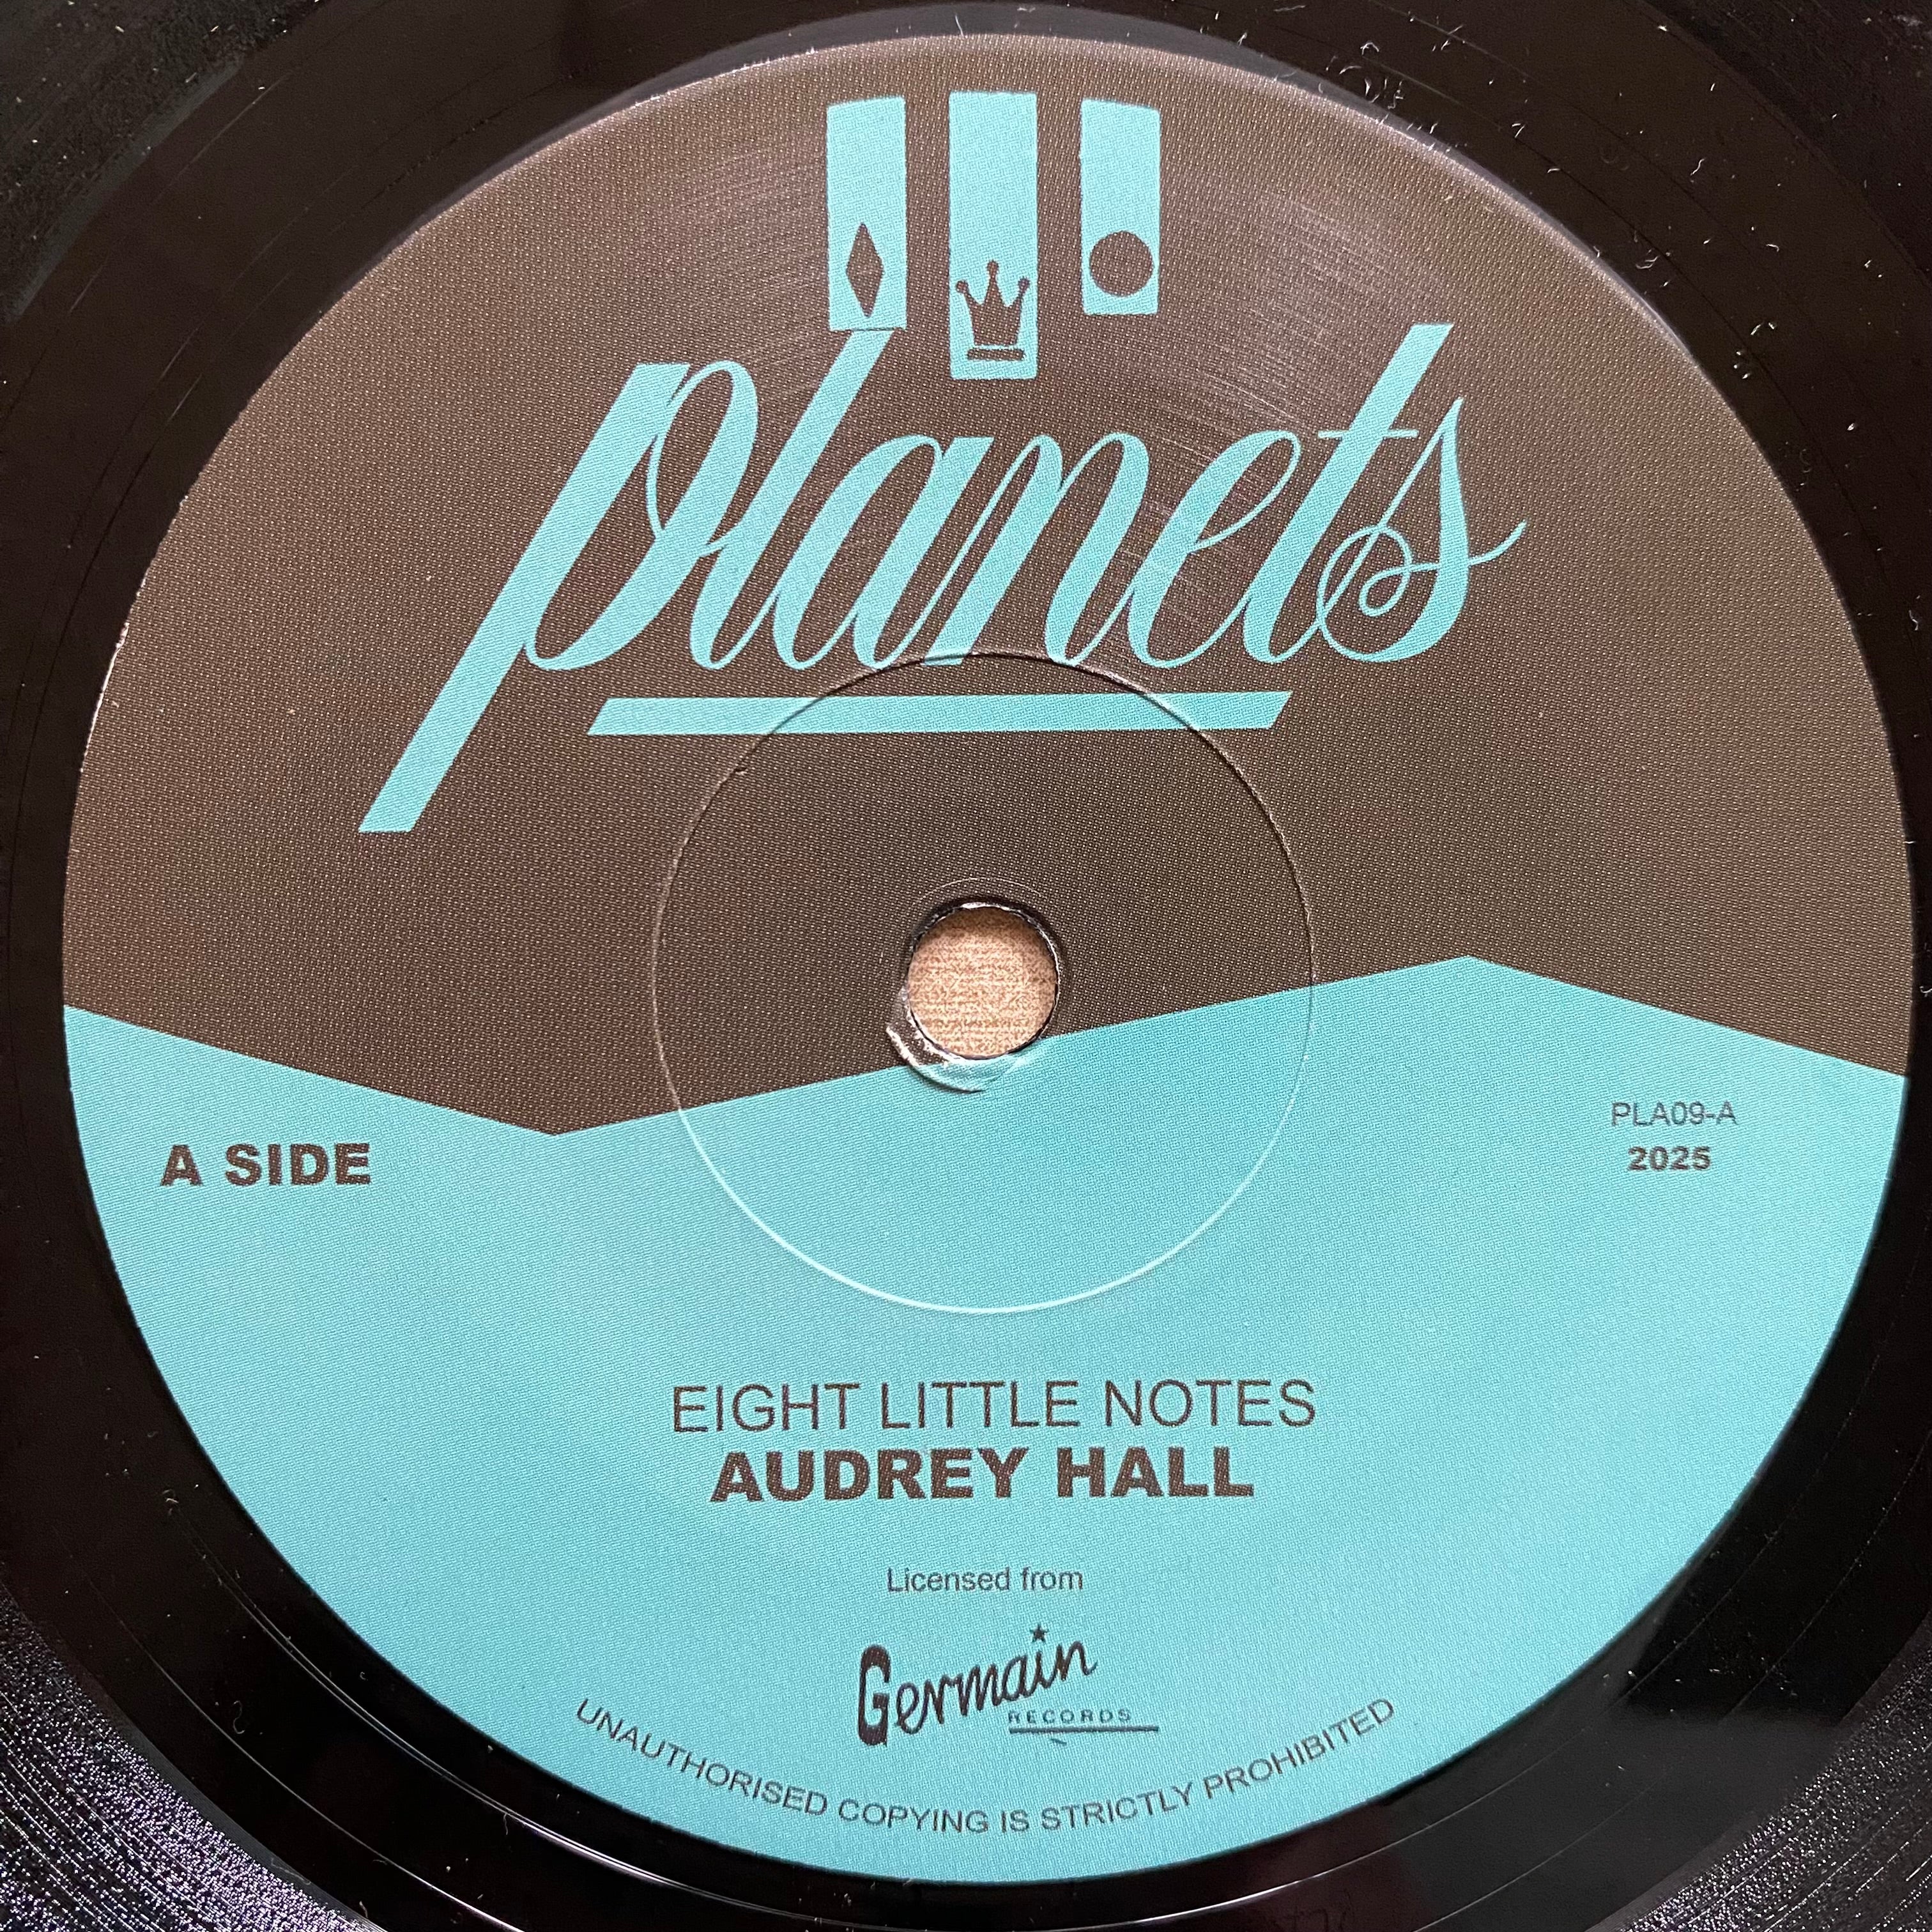 planets
A SIDE
PLA09-A
2025
EIGHT LITTLE NOTES
AUDREY HALL
Licensed from
Germain
RECORDS
UNAUTHORISED COPYING IS STRICTLY PROHIBITED